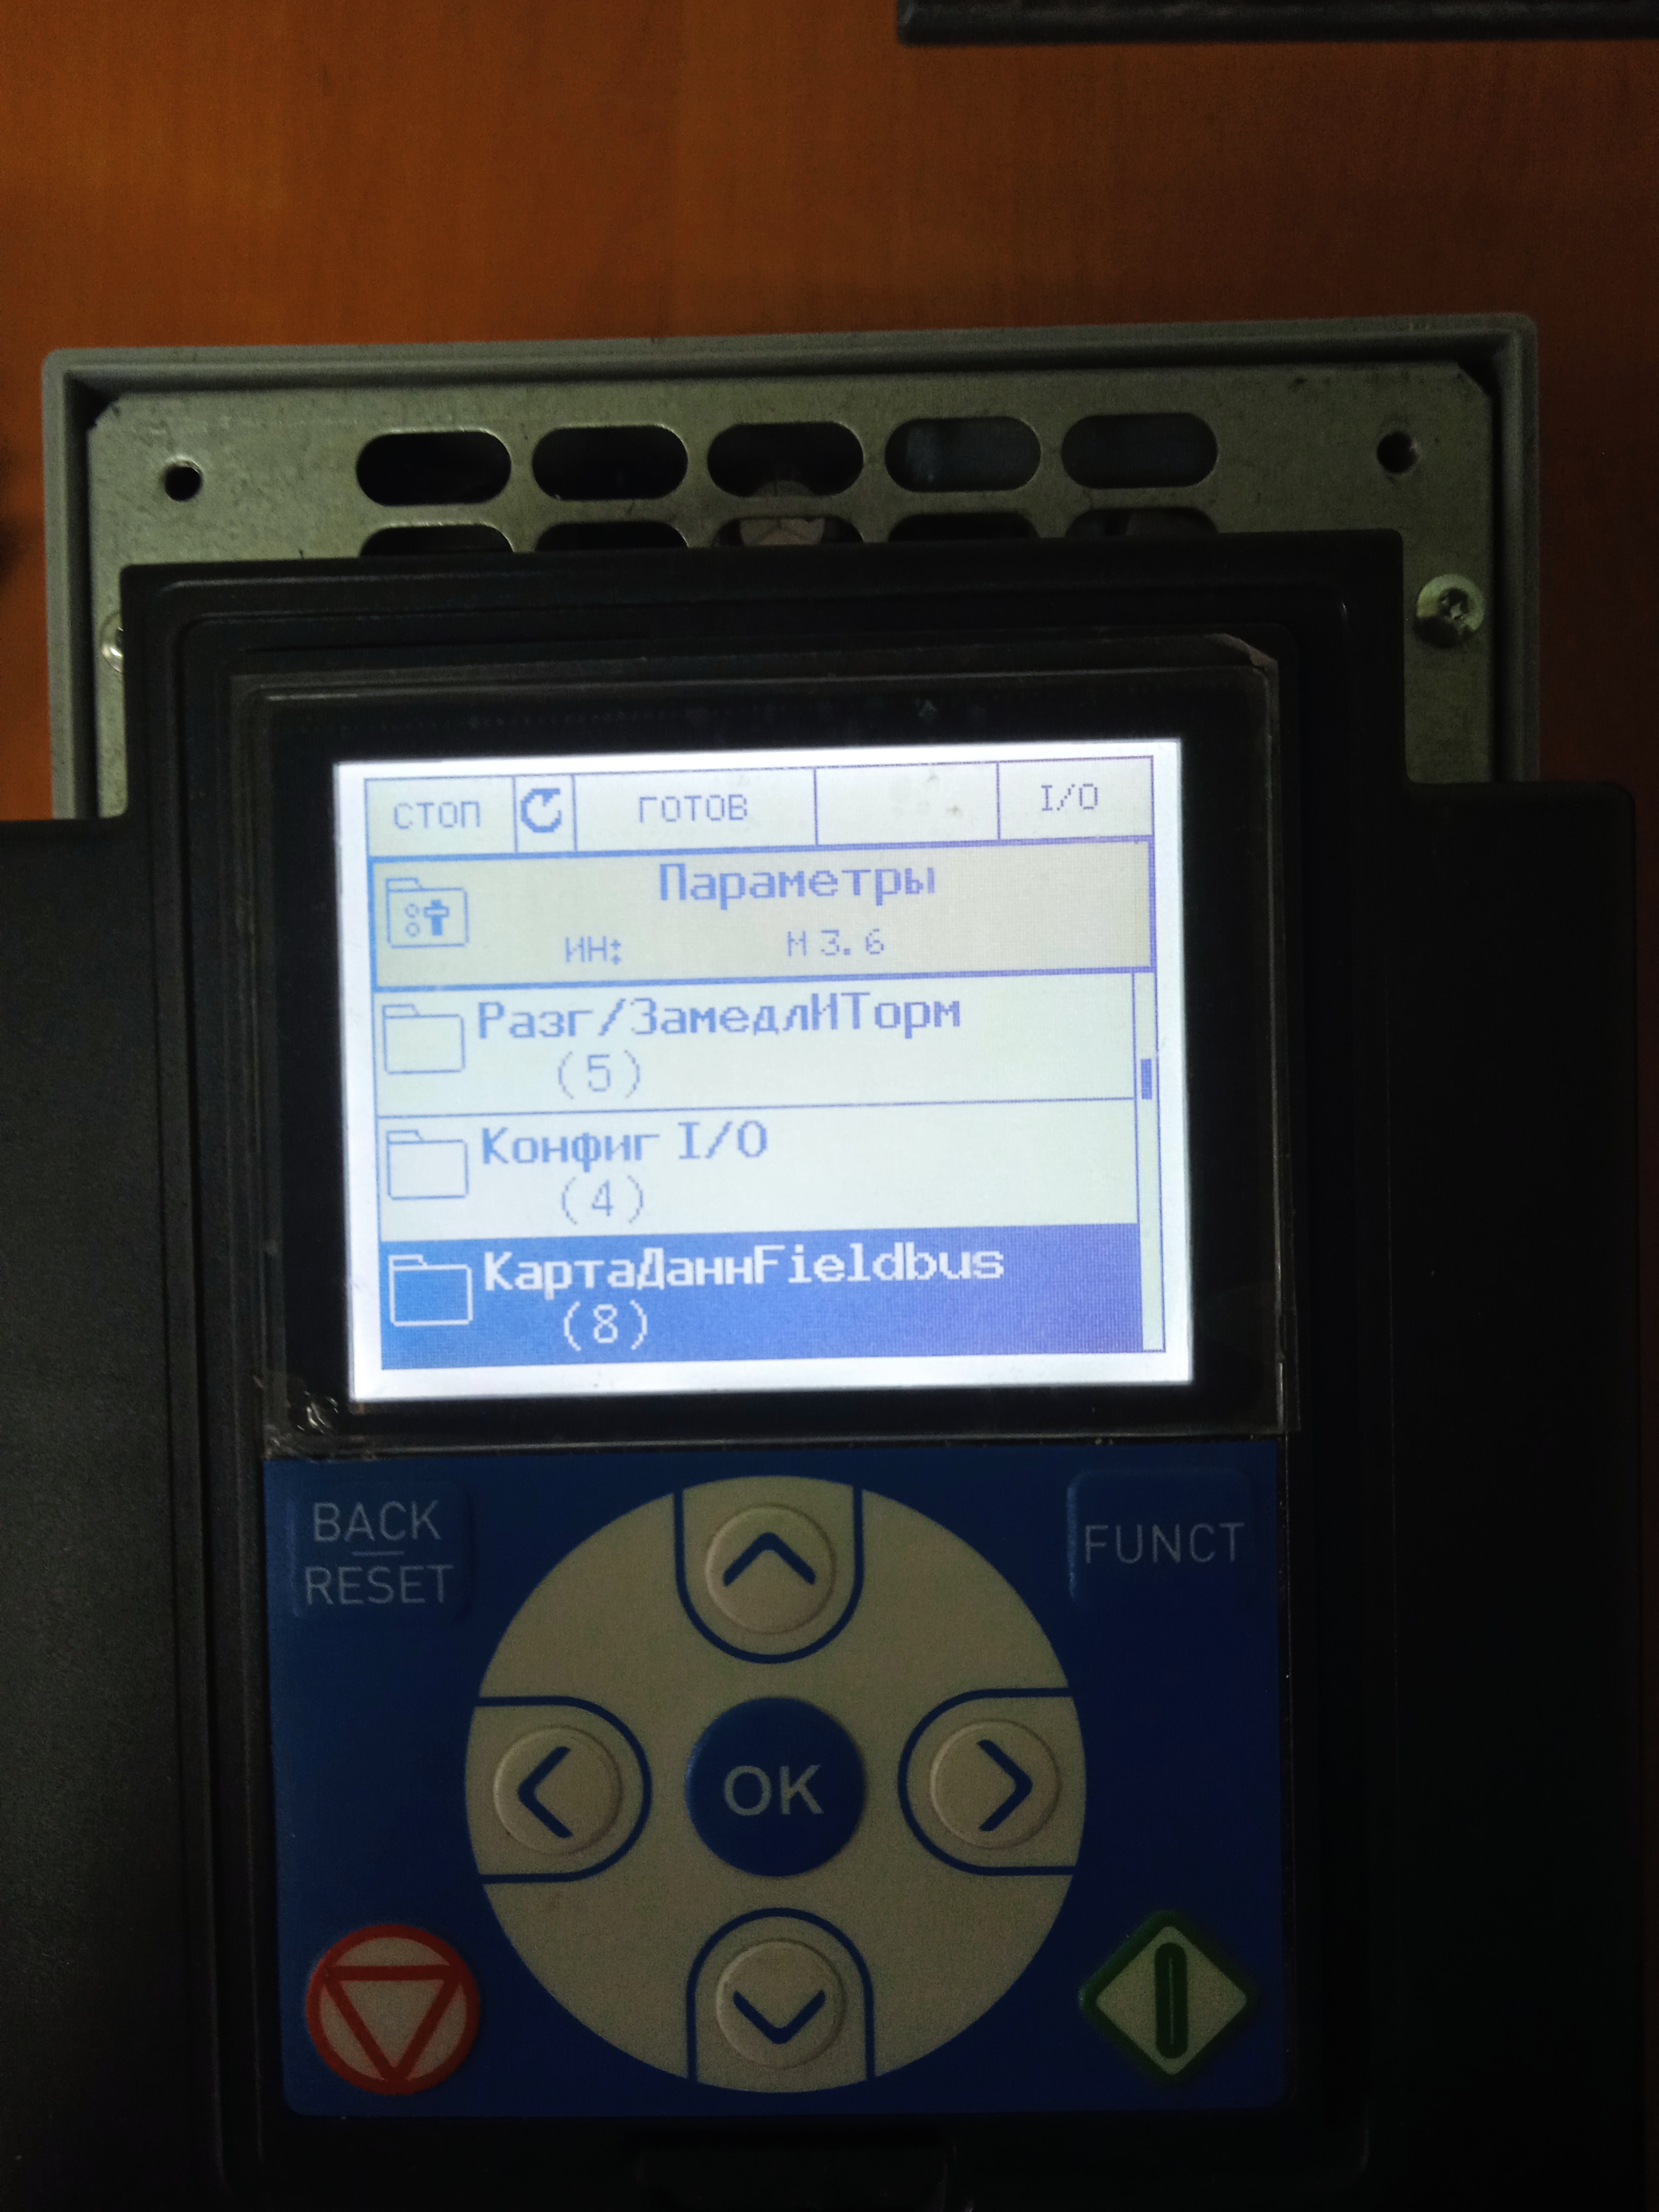 СТОП ГОТОВ I/O
Параметры
ИН: М 3.6
Разг/ЗамедлИТорм
(5)
Конфиг I/O
(4)
КартаДаннFieldbus
(8)
BACK
RESET
FUNCT
OK